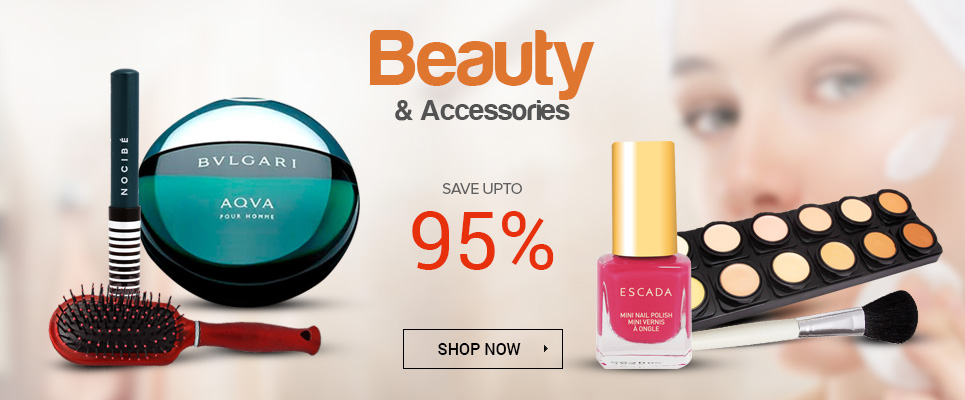 Beauty
& Accessories
SAVE UPTO
95%
SHOP NOW
NOCIBÉ
BVLGARI
AQVA
POUR HOMME
ESCADA
MINI NAIL POLISH
MINI VERNIS
À ONGLE